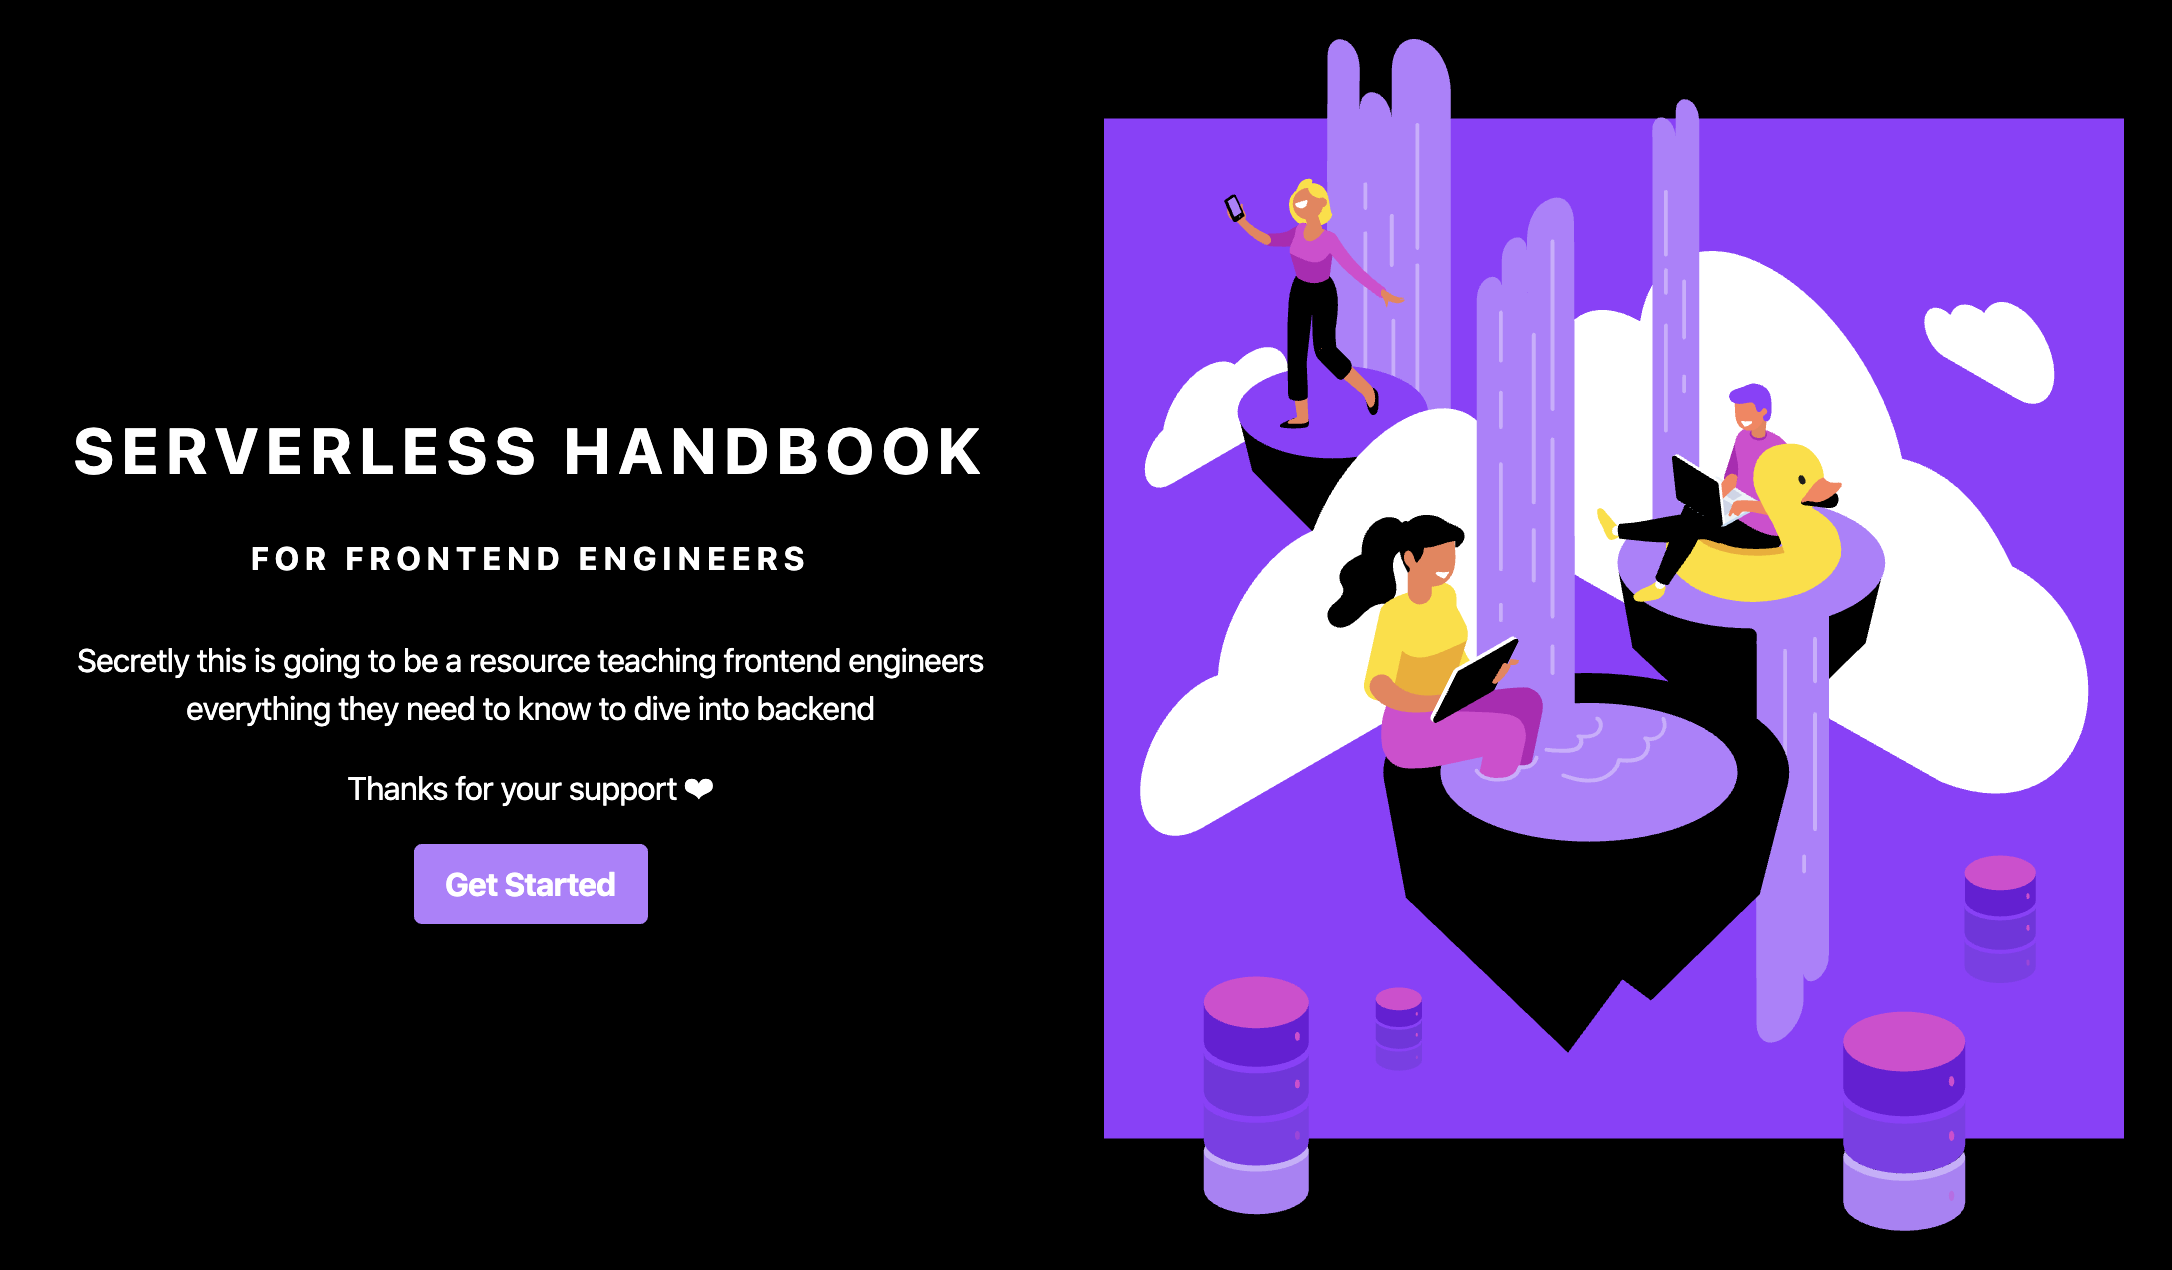 SERVERLESS HANDBOOK
FOR FRONTEND ENGINEERS
Secretly this is going to be a resource teaching frontend engineers
everything they need to know to dive into backend
Thanks for your support ❤
Get Started